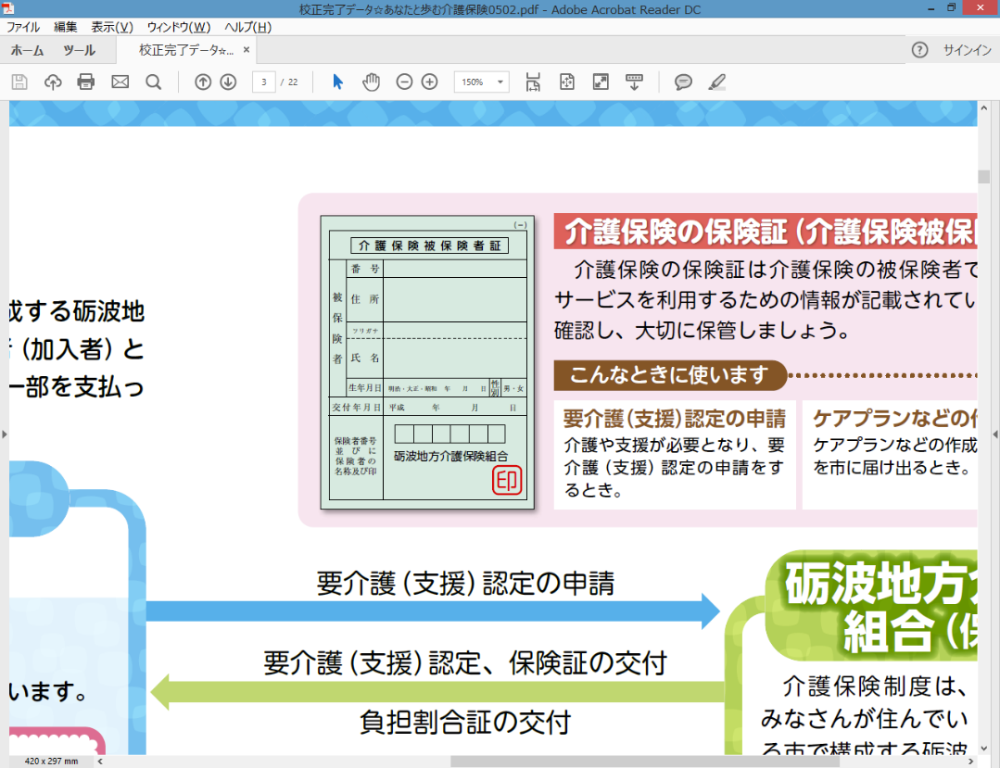 校正完了データ☆あなたと歩む介護保険0502.pdf - Adobe Acrobat Reader DC
ファイル 編集 表示(V) ウィンドウ(W) ヘルプ(H)
ホーム ツール 校正完了データ☆... × サインイン
3 / 22 150%
(一)
介護保険被保険者証
被保険者
番号
住所
フリガナ
氏名
生年月日 明治・大正・昭和 年 月 日 性別 男・女
交付年月日 平成 年 月 日
保険者番号
並びに
保険者の
名称及び印
砺波地方介護保険組合
印
介護保険の保険証(介護保険被保険
介護保険の保険証は介護保険の被保険者で
サービスを利用するための情報が記載されてい
確認し、大切に保管しましょう。
こんなときに使います
要介護(支援)認定の申請
介護や支援が必要となり、要
介護(支援)認定の申請をす
るとき。
ケアプランなどの作
ケアプランなどの作成
を市に届け出るとき。
成する砺波地
(加入者)と
一部を支払っ
います。
要介護(支援)認定の申請
要介護(支援)認定、保険証の交付
負担割合証の交付
砺波地方介
組合(保
介護保険制度は、
みなさんが住んでい
る市で構成する砺波
420 x 297 mm